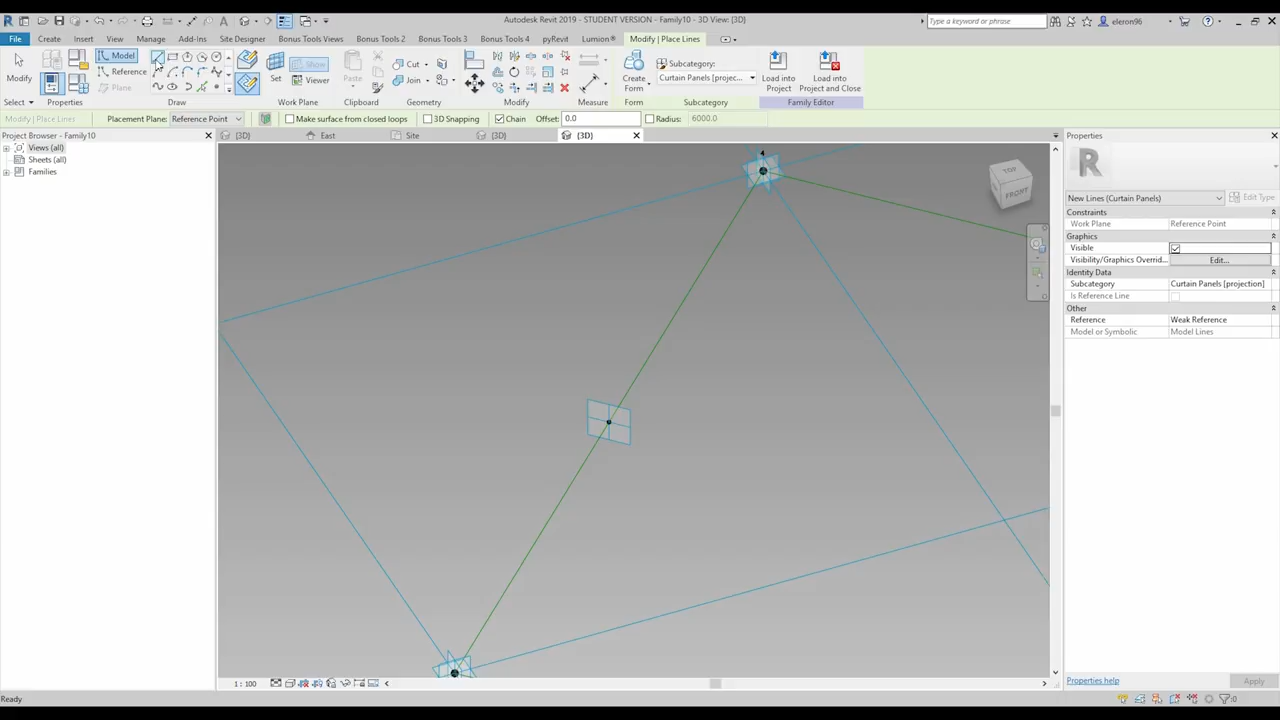 Autodesk Revit 2019 - STUDENT VERSION - Family10 - 3D View: {3D}
Type a keyword or phrase
eleron96
File Create Insert View Manage Add-Ins Site Designer Bonus Tools Views Bonus Tools 2 Bonus Tools 3 Bonus Tools 4 pyRevit Lumion® Modify | Place Lines
Modify
Model
Reference
Plane
Set
Show
Viewer
Paste
Cut
Join
Create
Form
Subcategory:
Curtain Panels [projec...
Load into
Project
Load into
Project and Close
Select Properties Draw Work Plane Clipboard Geometry Modify Measure Form Subcategory Family Editor
Modify | Place Lines Placement Plane: Reference Point Make surface from closed loops 3D Snapping Chain Offset: 0.0 Radius: 6000.0
Project Browser - Family10
{3D} East Site {3D} {3D}
Properties
Views (all)
Sheets (all)
Families
4
TOP
FRONT
R
New Lines (Curtain Panels) Edit Type
Constraints
Work Plane Reference Point
Graphics
Visible
Visibility/Graphics Overrid... Edit...
Identity Data
Subcategory Curtain Panels [projection]
Is Reference Line
Other
Reference Weak Reference
Model or Symbolic Model Lines
1 : 100
Properties help Apply
Ready
:0